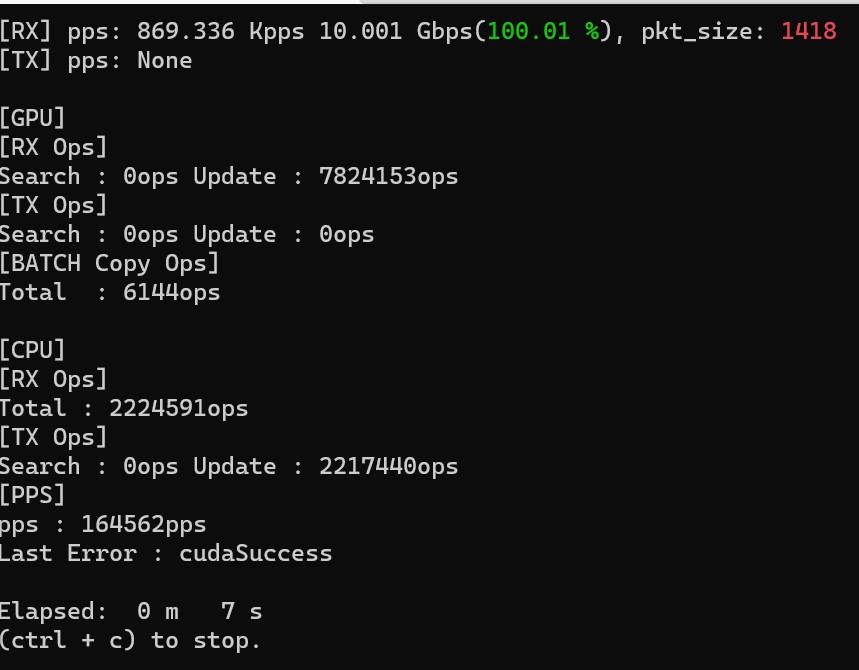 [RX] pps: 869.336 Kpps 10.001 Gbps(100.01 %), pkt_size: 1418
[TX] pps: None
[GPU]
[RX Ops]
Search : 0ops Update : 7824153ops
[TX Ops]
Search : 0ops Update : 0ops
[BATCH Copy Ops]
Total  : 6144ops
[CPU]
[RX Ops]
Total : 2224591ops
[TX Ops]
Search : 0ops Update : 2217440ops
[PPS]
pps : 164562pps
Last Error : cudaSuccess
Elapsed:  0 m   7 s
(ctrl + c) to stop.